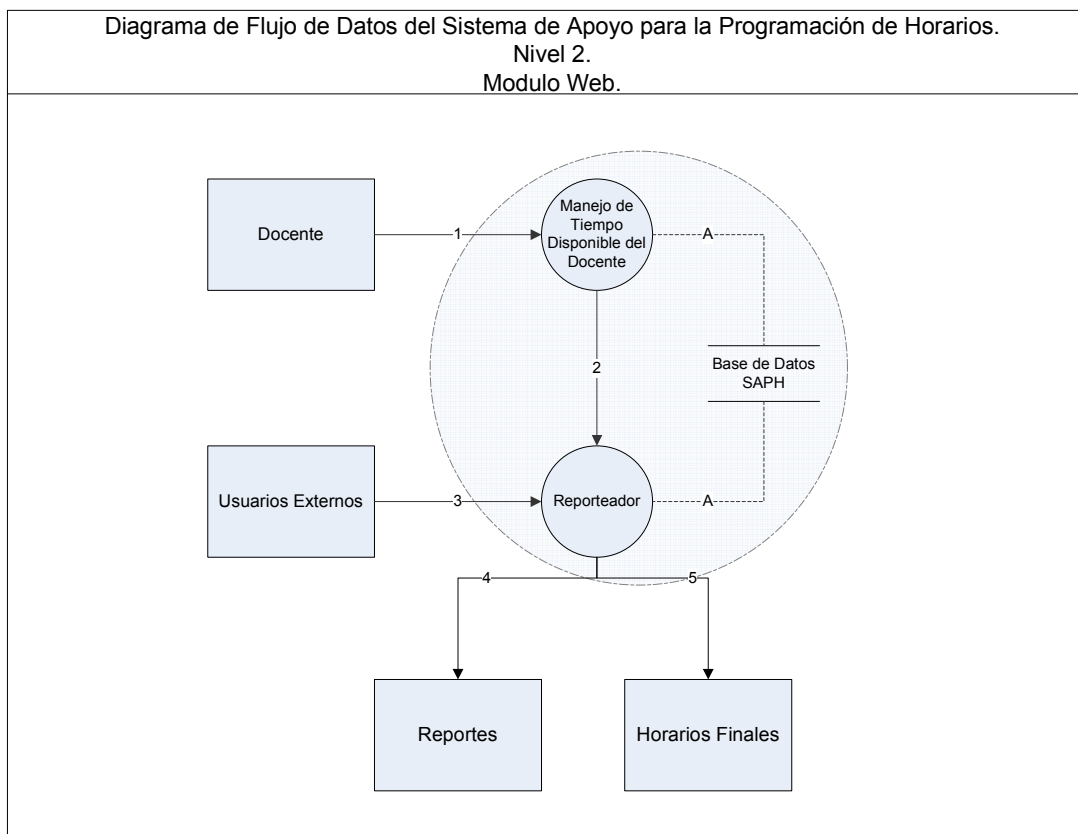 Diagrama de Flujo de Datos del Sistema de Apoyo para la Programación de Horarios.
Nivel 2.
Modulo Web.
Docente
1
Manejo de
Tiempo
Disponible del
Docente
A
2
Base de Datos
SAPH
Usuarios Externos
3
Reporteador
A
4
5
Reportes
Horarios Finales